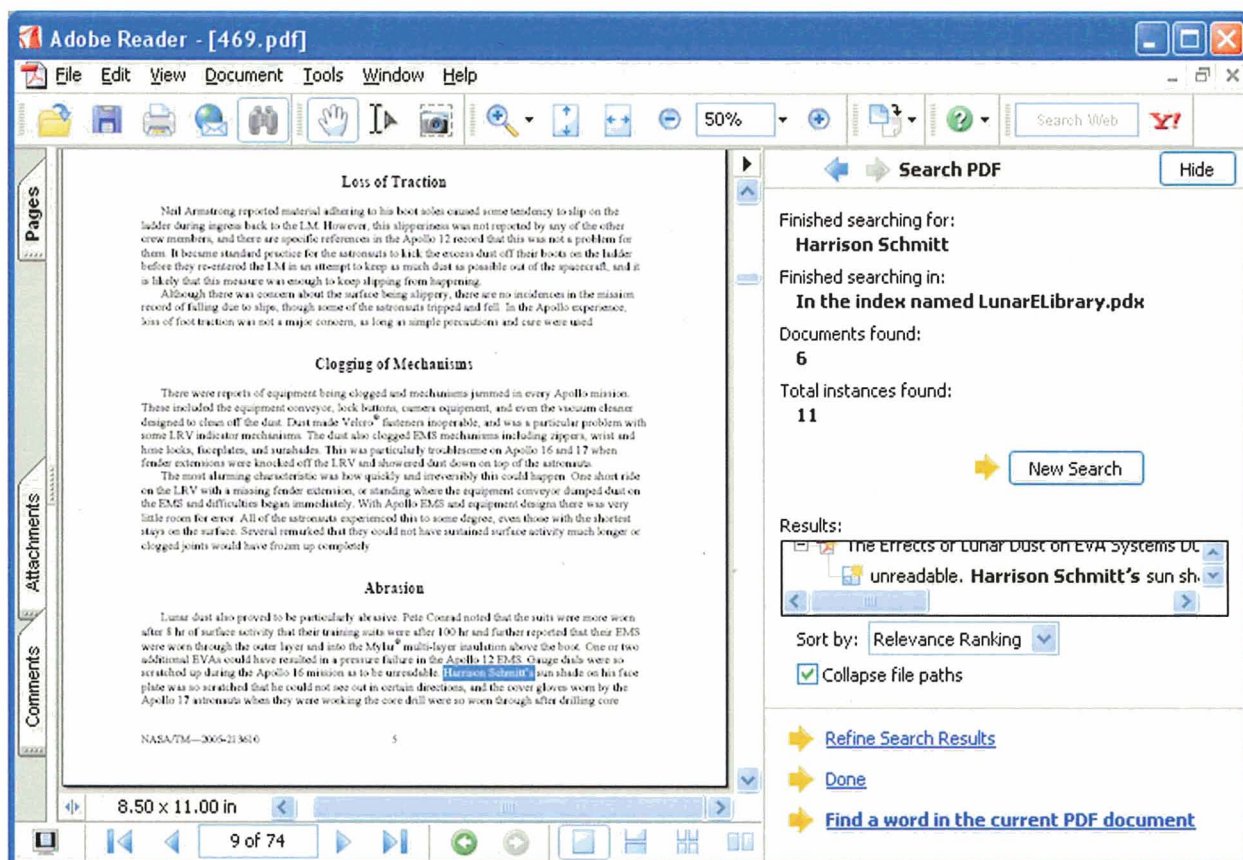 Adobe Reader - [469.pdf]
File Edit View Document Tools Window Help
50%
Search Web
Y!
Pages
Attachments
Comments
Loss of Traction
Neil Armstrong reported material adhering to his boot soles caused some tendency to slip on the
ladder during ingress back to the LM. However, this slipperiness was not reported by any of the other
crew members, and there are specific references in the Apollo 12 record that this was not a problem for
them. It became standard practice for the astronauts to kick the excess dust off their boots on the ladder
before they re-entered the LM in an attempt to keep as much dust as possible out of the spacecraft, and it
is likely that this measure was enough to keep slipping from happening.
Although there was concern about the surface being slippery, there are no incidences in the mission
record of falling due to slips, though some of the astronauts tripped and fell. In the Apollo experience,
loss of foot traction was not a major concern, as long as simple precautions and care were used
Clogging of Mechanisms
There were reports of equipment being clogged and mechanisms jammed in every Apollo mission.
These included the equipment conveyor, lock buttons, camera equipment, and even the vacuum cleaner
designed to clean off the dust. Dust made Velcro® fasteners inoperable, and was a particular problem with
some LRV indicator mechanisms. The dust also clogged EMS mechanisms including zippers, wrist and
hose locks, faceplates, and sunshades. This was particularly troublesome on Apollo 16 and 17 when
fender extensions were knocked off the LRV and showered dust down on top of the astronauts.
The most alarming characteristic was how quickly and irreversibly this could happen. One short ride
on the LRV with a missing fender extension, or standing where the equipment conveyor dumped dust on
the EMS and difficulties began immediately. With Apollo EMS and equipment designs there was very
little room for error. All of the astronauts experienced this to some degree, even those with the shortest
stays on the surface. Several remarked that they could not have sustained surface activity much longer or
clogged joints would have frozen up completely
Abrasion
Lunar dust also proved to be particularly abrasive. Pete Conrad noted that the suits were more worn
after 8 hr of surface activity that their training suits were after 100 hr and further reported that their EMS
were worn through the outer layer and into the Mylar® multi-layer insulation above the boot. One or two
additional EVAs could have resulted in a pressure failure in the Apollo 12 EMS. Gauge dials were so
scratched up during the Apollo 16 mission as to be unreadable. Harrison Schmitt's sun shade on his face
plate was so scratched that he could not see out in certain directions, and the cover gloves worn by the
Apollo 17 astronauts when they were working the core drill were so worn through after drilling core
NASA/TM—2005-213610 5
8.50 x 11.00 in
9 of 74
Search PDF
Hide
Finished searching for:
Harrison Schmitt
Finished searching in:
In the index named LunarELibrary.pdx
Documents found:
6
Total instances found:
11
New Search
Results:
The Effects of Lunar Dust on EVA Systems Du
unreadable. Harrison Schmitt's sun sh
Sort by: Relevance Ranking
Collapse file paths
Refine Search Results
Done
Find a word in the current PDF document